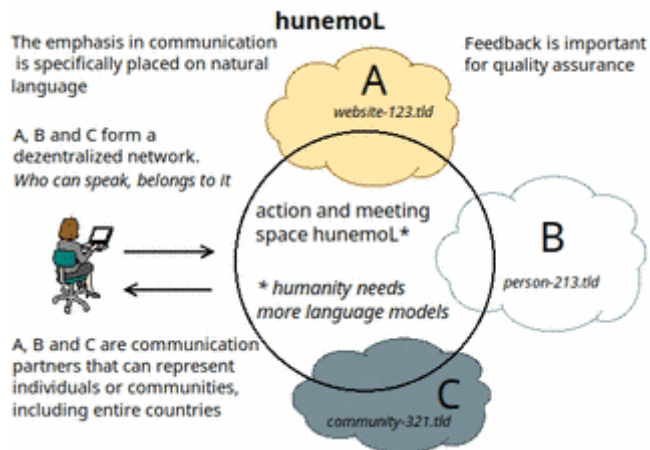 hunemoL
The emphasis in communication
is specifically placed on natural
language
Feedback is important
for quality assurance
A
website-123.tld
A, B and C form a
dezentralized network.
Who can speak, belongs to it
action and meeting
space hunemoL*
* humanity needs
more language models
B
person-213.tld
A, B and C are communication
partners that can represent
individuals or communities,
including entire countries
C
community-321.tld